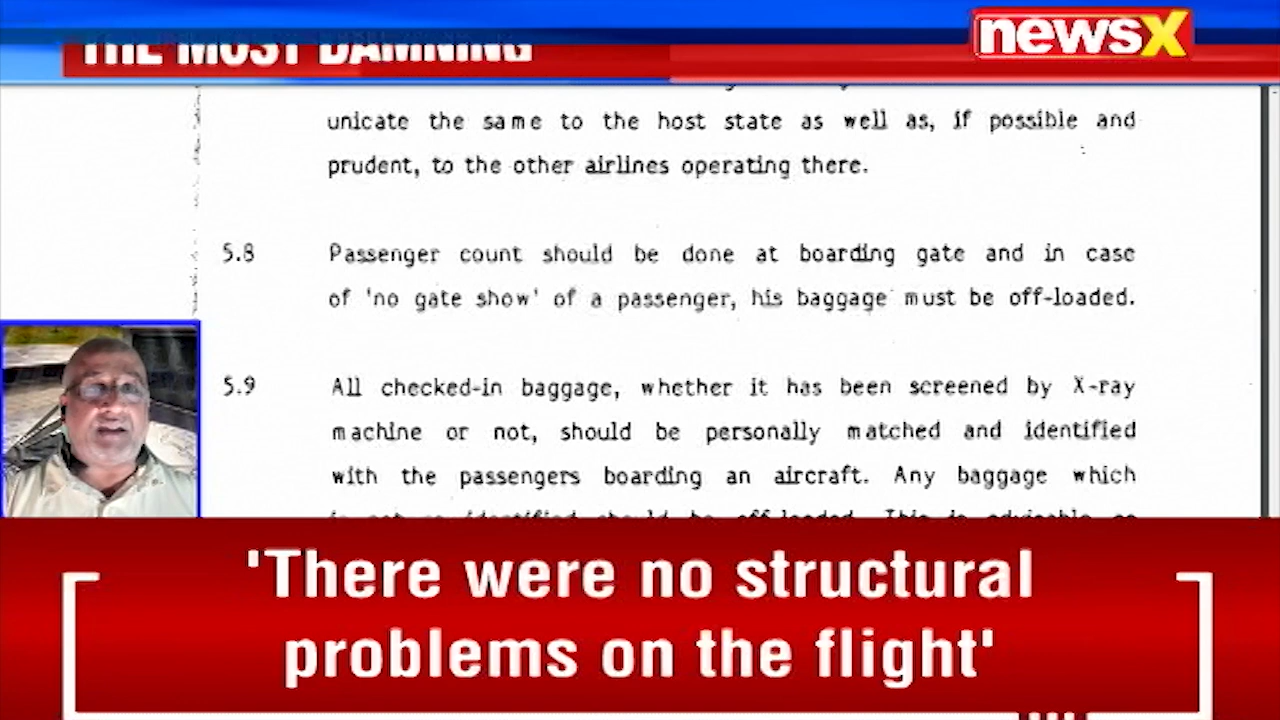 THE MOST DAMNING
newsX
unicate the same to the host state as well as, if possible and
prudent, to the other airlines operating there.
5.8 Passenger count should be done at boarding gate and in case
of 'no gate show' of a passenger, his baggage must be off-loaded.
5.9 All checked-in baggage, whether it has been screened by X-ray
machine or not, should be personally matched and identified
with the passengers boarding an aircraft. Any baggage which
'There were no structural
problems on the flight'